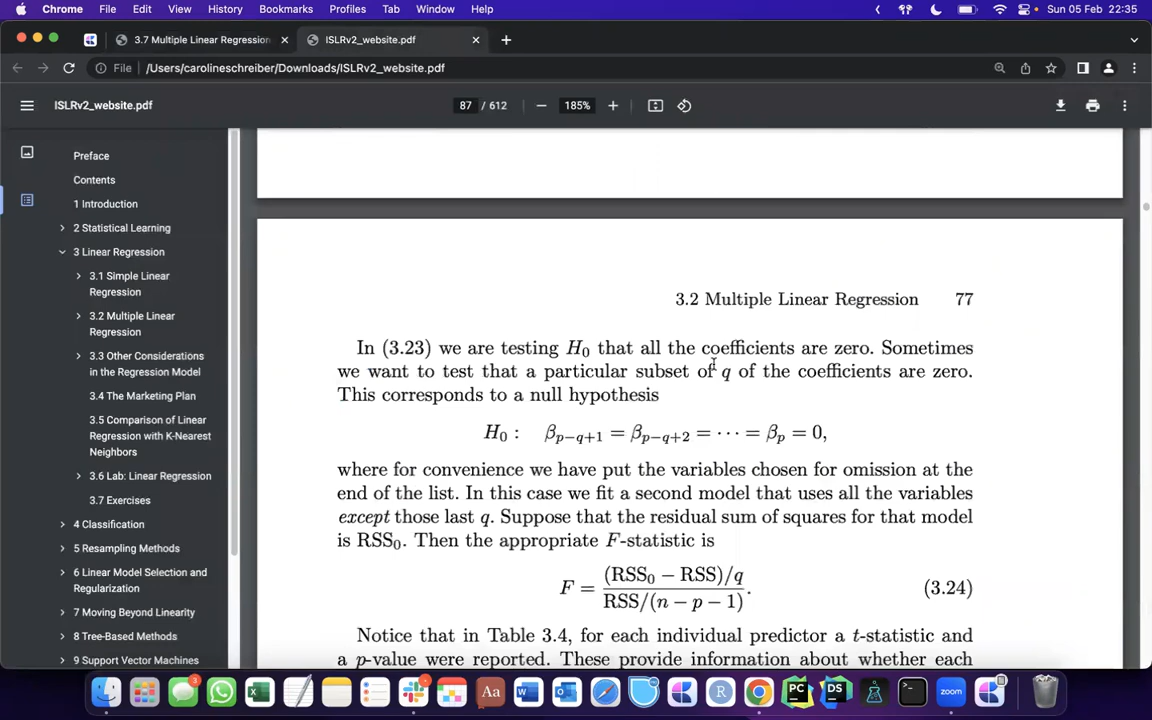 Chrome File Edit View History Bookmarks Profiles Tab Window Help Sun 05 Feb 22:35
3.7 Multiple Linear Regression ISLRv2_website.pdf
File /Users/carolineschreiber/Downloads/ISLRv2_website.pdf
ISLRv2_website.pdf 87 / 612 185%
Preface
Contents
1 Introduction
2 Statistical Learning
3 Linear Regression
3.1 Simple Linear
Regression
3.2 Multiple Linear
Regression
3.3 Other Considerations
in the Regression Model
3.4 The Marketing Plan
3.5 Comparison of Linear
Regression with K-Nearest
Neighbors
3.6 Lab: Linear Regression
3.7 Exercises
4 Classification
5 Resampling Methods
6 Linear Model Selection and
Regularization
7 Moving Beyond Linearity
8 Tree-Based Methods
9 Support Vector Machines
3.2 Multiple Linear Regression 77
In (3.23) we are testing H₀ that all the coefficients are zero. Sometimes
we want to test that a particular subset of q of the coefficients are zero.
This corresponds to a null hypothesis
H₀ : βp−q+1 = βp−q+2 = ··· = βp = 0,
where for convenience we have put the variables chosen for omission at the
end of the list. In this case we fit a second model that uses all the variables
except those last q. Suppose that the residual sum of squares for that model
is RSS₀. Then the appropriate F-statistic is
F = (RSS₀ − RSS)/q
RSS/(n − p − 1) . (3.24)
Notice that in Table 3.4, for each individual predictor a t-statistic and
a p-value were reported. These provide information about whether each
3
Aa
W
R
PC
DS
zoom